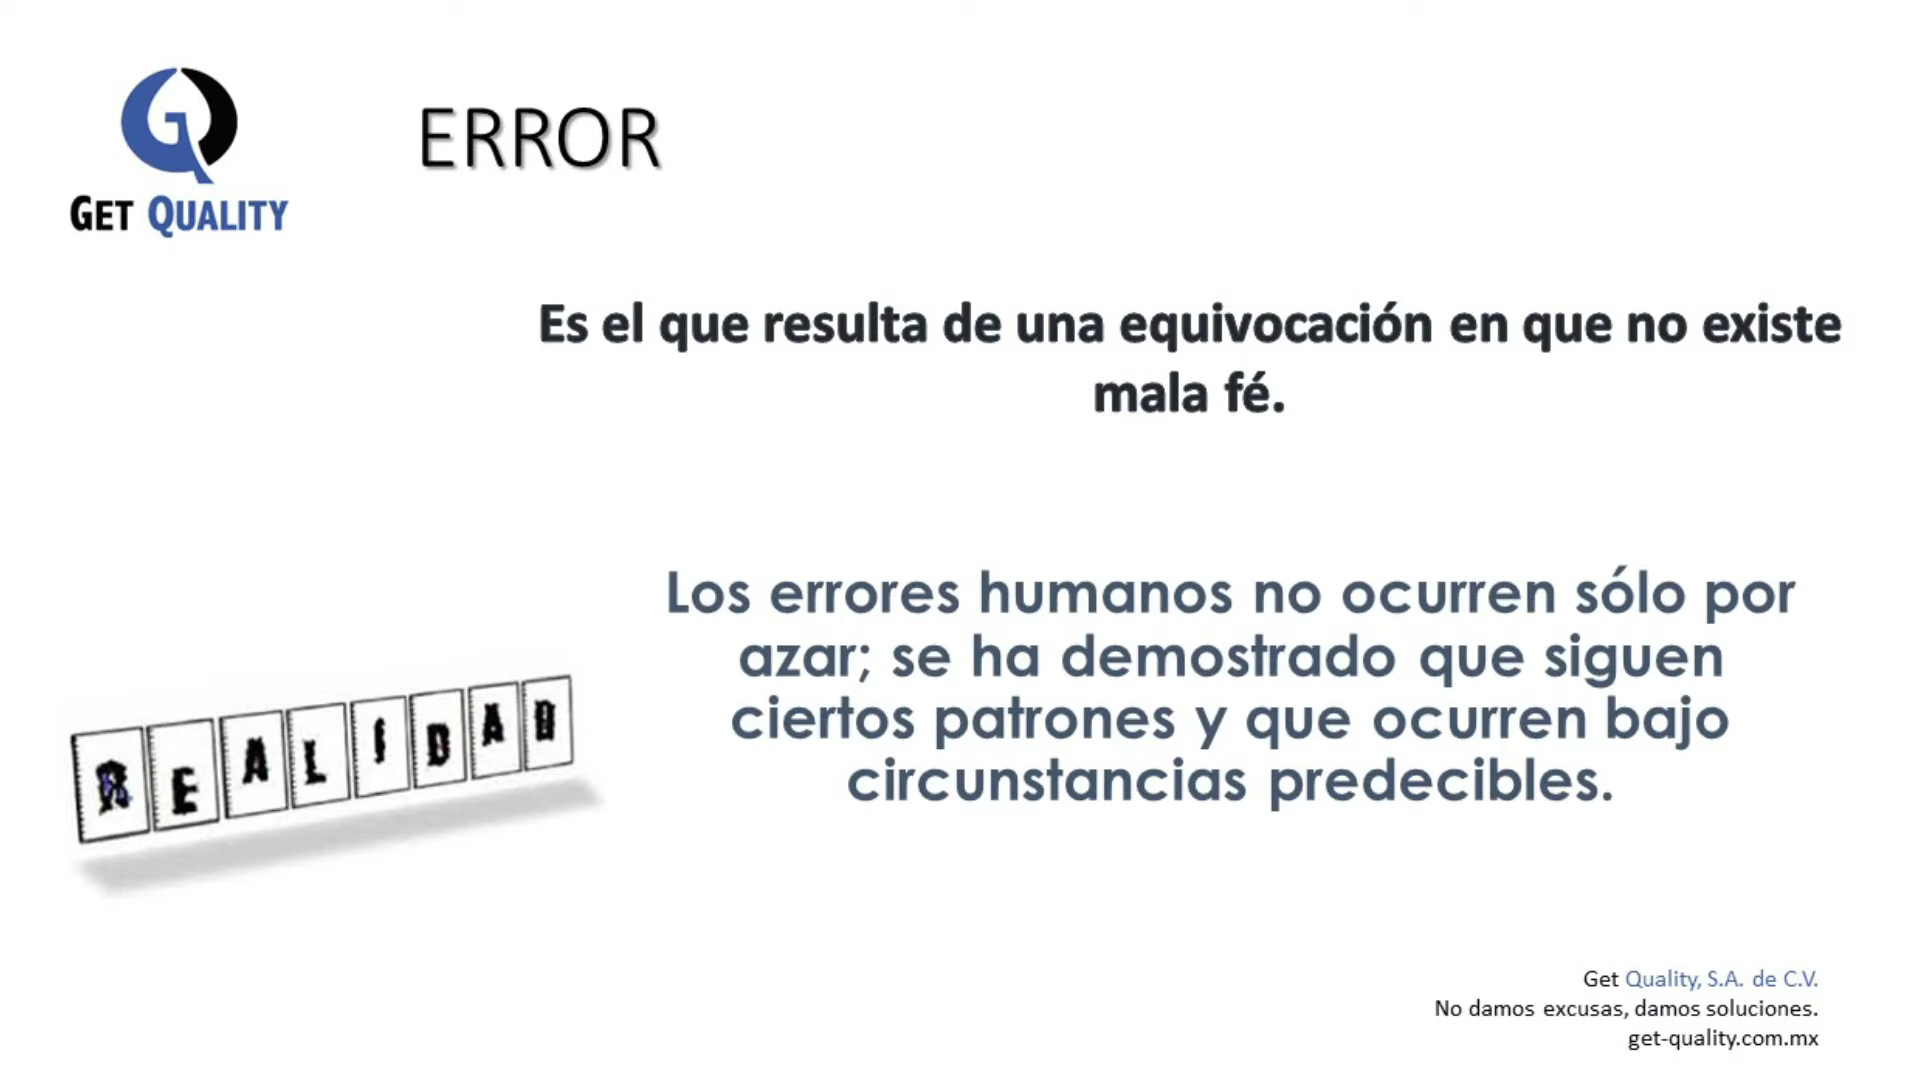 GET QUALITY
ERROR
Es el que resulta de una equivocación en que no existe
mala fé.
Los errores humanos no ocurren sólo por
azar; se ha demostrado que siguen
ciertos patrones y que ocurren bajo
circunstancias predecibles.
REALIDAD
Get Quality, S.A. de C.V.
No damos excusas, damos soluciones.
get-quality.com.mx